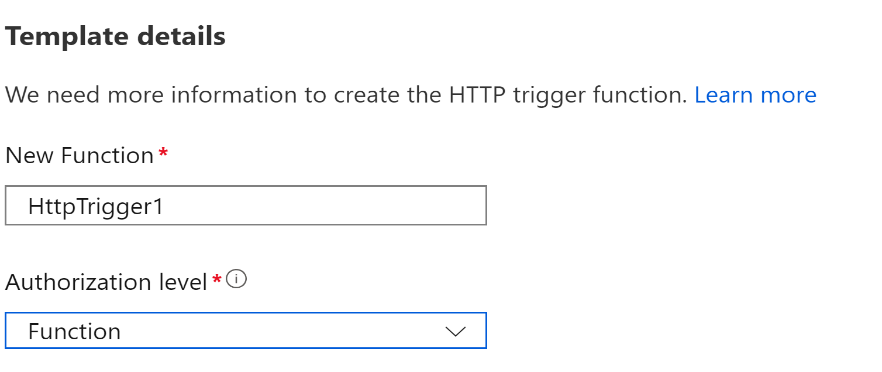 Template details
We need more information to create the HTTP trigger function. Learn more
New Function *
HttpTrigger1
Authorization level * i
Function